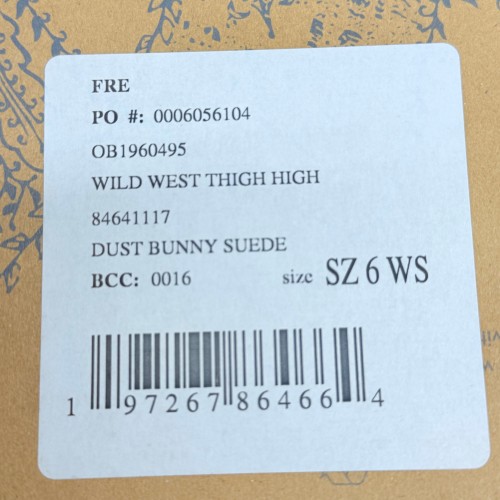 FRE
PO #: 0006056104
OB1960495
WILD WEST THIGH HIGH
84641117
DUST BUNNY SUEDE
BCC: 0016 size SZ 6 WS
1 97267 86466 4